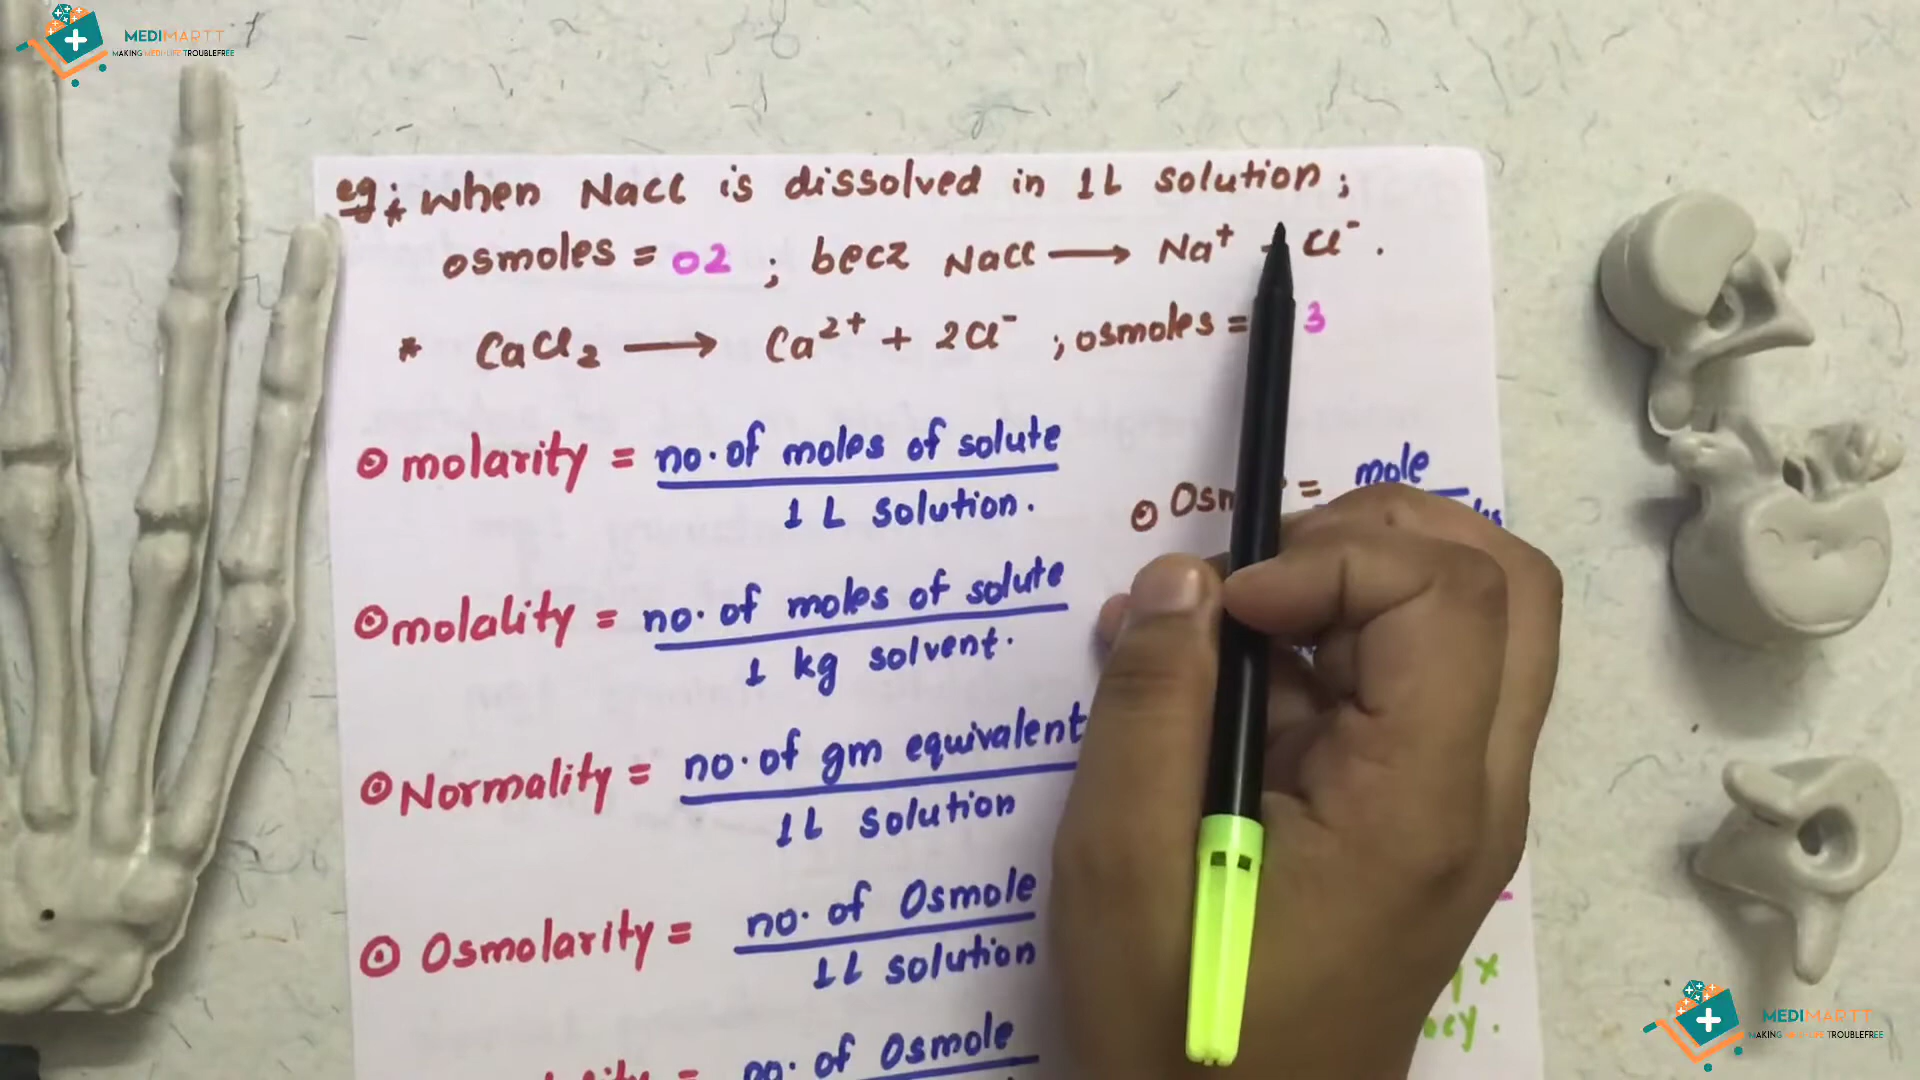 MEDIMARTT
MAKING MEDI-LIFE TROUBLEFREE
eg; * when NaCl is dissolved in 1L solution;
osmoles = 02 ; becz NaCl → Na⁺ + Cl⁻ .
* CaCl₂ → Ca²⁺ + 2Cl⁻ ; osmoles = 3
⊙ molarity = no. of moles of solute
1 L solution.
⊙ = mole
⊙ molality = no. of moles of solute
1 kg solvent.
⊙ Normality = no. of gm equivalent
1L solution
⊙ Osmolarity = no. of Osmole
1L solution
x
= no. of Osmole
MEDIMARTT
MAKING MEDI-LIFE TROUBLEFREE